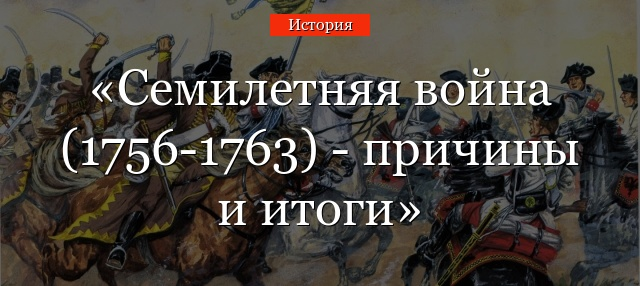 История
«Семилетняя война
(1756-1763) - причины
и итоги»